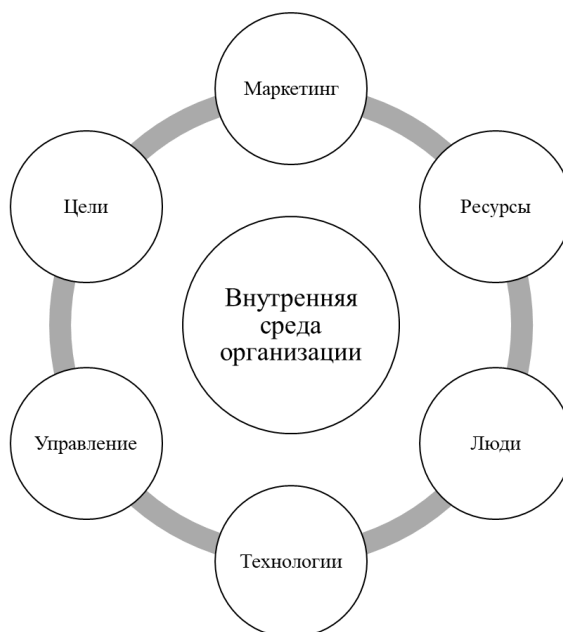 Маркетинг
Цели
Ресурсы
Внутренняя
среда
организации
Управление
Люди
Технологии